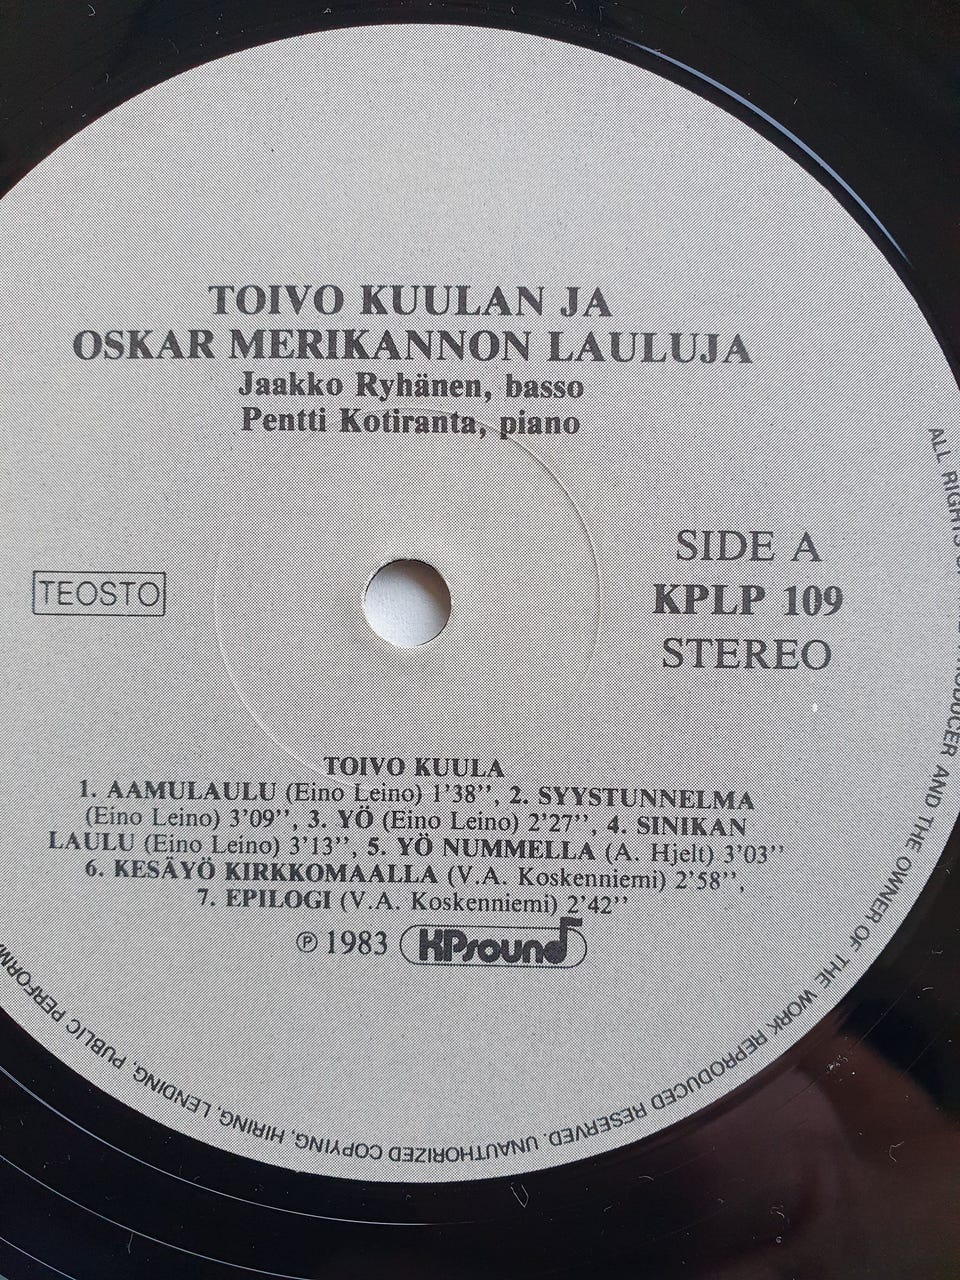 TOIVO KUULAN JA
OSKAR MERIKANNON LAULUJA
Jaakko Ryhänen, basso
Pentti Kotiranta, piano
TEOSTO
SIDE A
KPLP 109
STEREO
TOIVO KUULA
1. AAMULAULU (Eino Leino) 1'38'', 2. SYYSTUNNELMA
(Eino Leino) 3'09'', 3. YÖ (Eino Leino) 2'27'', 4. SINIKAN
LAULU (Eino Leino) 3'13'', 5. YÖ NUMMELLA (A. Hjelt) 3'03''
6. KESÄYÖ KIRKKOMAALLA (V.A. Koskenniemi) 2'58'',
7. EPILOGI (V.A. Koskenniemi) 2'42''
℗ 1983 KPsound
ALL RIGHTS PRODUCER AND THE OWNER OF THE WORK REPRODUCED RESERVED. UNAUTHORIZED COPYING, HIRING, LENDING, PUBLIC